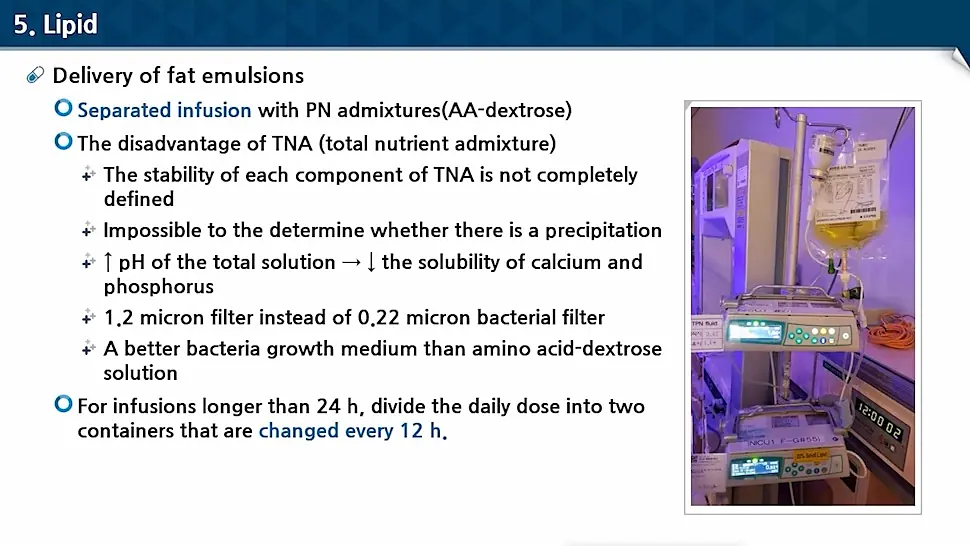 5. Lipid
Delivery of fat emulsions
Separated infusion with PN admixtures(AA-dextrose)
The disadvantage of TNA (total nutrient admixture)
The stability of each component of TNA is not completely
defined
Impossible to the determine whether there is a precipitation
↑ pH of the total solution → ↓ the solubility of calcium and
phosphorus
1.2 micron filter instead of 0.22 micron bacterial filter
A better bacteria growth medium than amino acid-dextrose
solution
For infusions longer than 24 h, divide the daily dose into two
containers that are changed every 12 h.
TPN fluid
12:00 02
NICU1 F-G#55